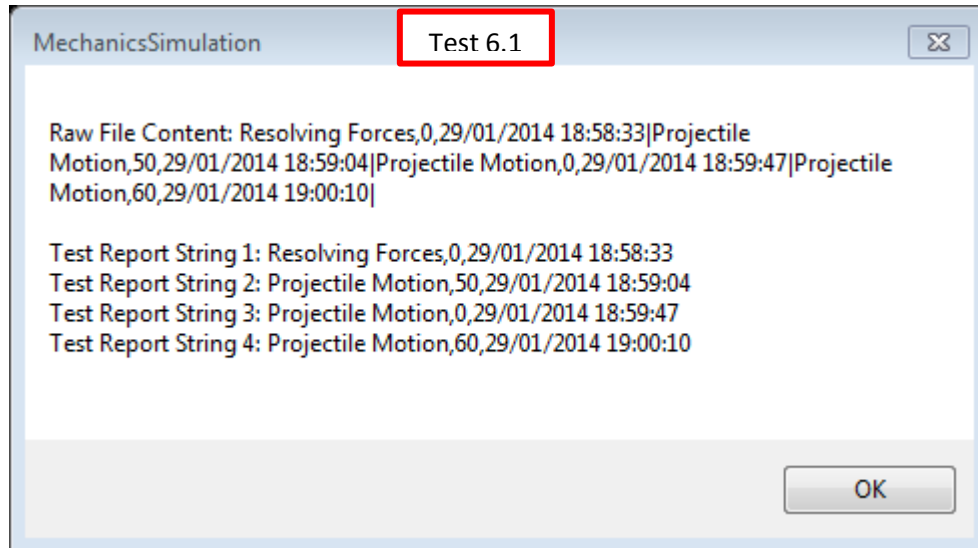 MechanicsSimulation
Test 6.1
Raw File Content: Resolving Forces,0,29/01/2014 18:58:33|Projectile
Motion,50,29/01/2014 18:59:04|Projectile Motion,0,29/01/2014 18:59:47|Projectile
Motion,60,29/01/2014 19:00:10|
Test Report String 1: Resolving Forces,0,29/01/2014 18:58:33
Test Report String 2: Projectile Motion,50,29/01/2014 18:59:04
Test Report String 3: Projectile Motion,0,29/01/2014 18:59:47
Test Report String 4: Projectile Motion,60,29/01/2014 19:00:10
OK